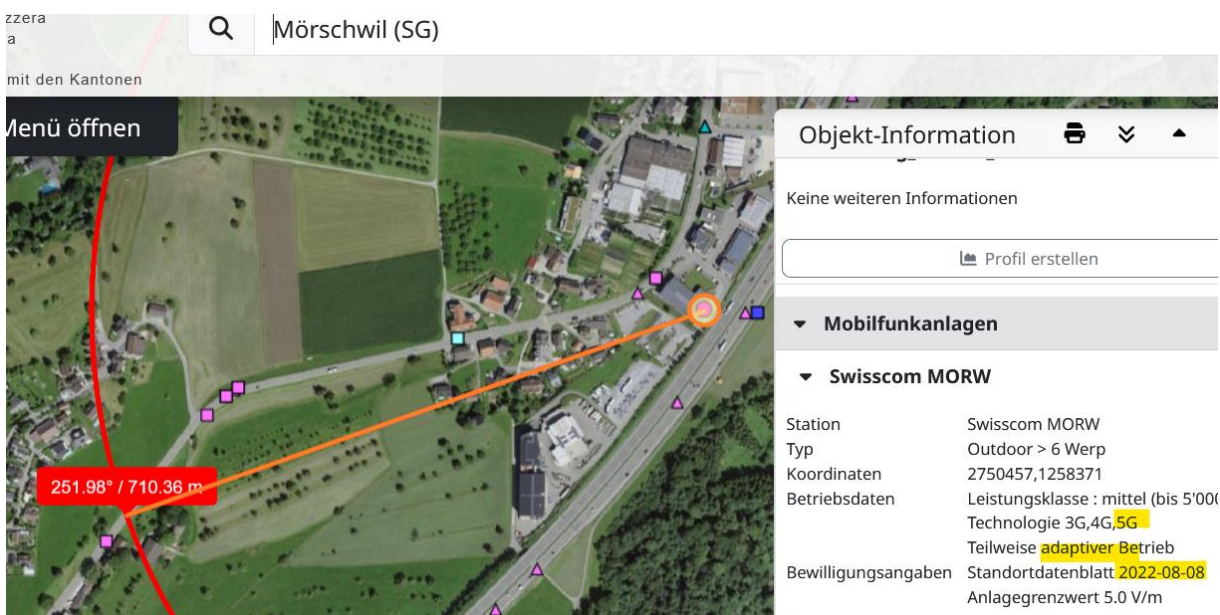 zzera
a
Mörschwil (SG)
mit den Kantonen
Menü öffnen
Objekt-Information
Keine weiteren Informationen
Profil erstellen
Mobilfunkanlagen
Swisscom MORW
Station Swisscom MORW
Typ Outdoor > 6 Werp
Koordinaten 2750457,1258371
Betriebsdaten Leistungsklasse : mittel (bis 5'000
Technologie 3G,4G,5G
Teilweise adaptiver Betrieb
Bewilligungsangaben Standortdatenblatt 2022-08-08
Anlagegrenzwert 5.0 V/m
251.98° / 710.36 m